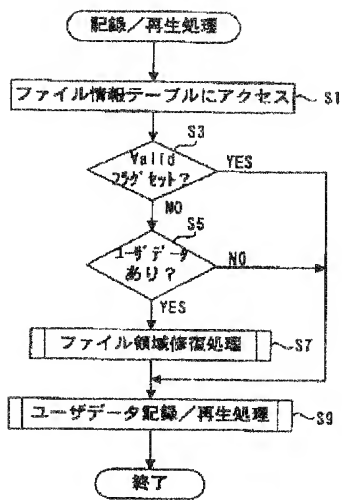 記録/再生処理
ファイル情報テーブルにアクセス
S1
S3
Valid
フラグセット?
YES
NO
S5
ユーザデータ
あり?
NO
YES
ファイル領域修復処理
S7
ユーザデータ記録/再生処理
S9
終了